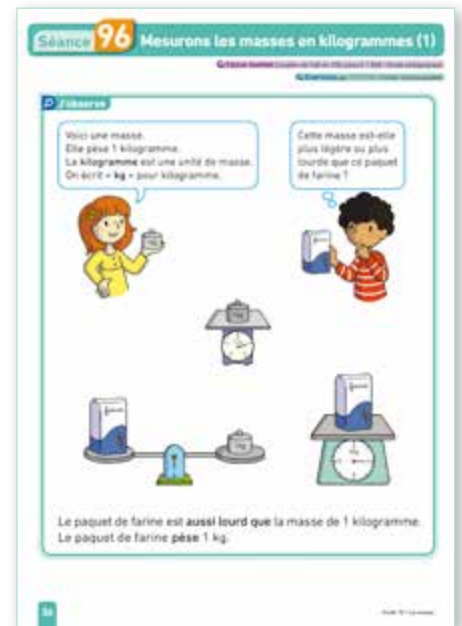 Séance 96 Mesurons les masses en kilogrammes (1)
J'observe
Voici une masse.
Elle pèse 1 kilogramme.
Le kilogramme est une unité de masse.
On écrit « kg » pour kilogramme.
Cette masse est-elle
plus légère ou plus
lourde que ce paquet
de farine ?
Le paquet de farine est aussi lourd que la masse de 1 kilogramme.
Le paquet de farine pèse 1 kg.